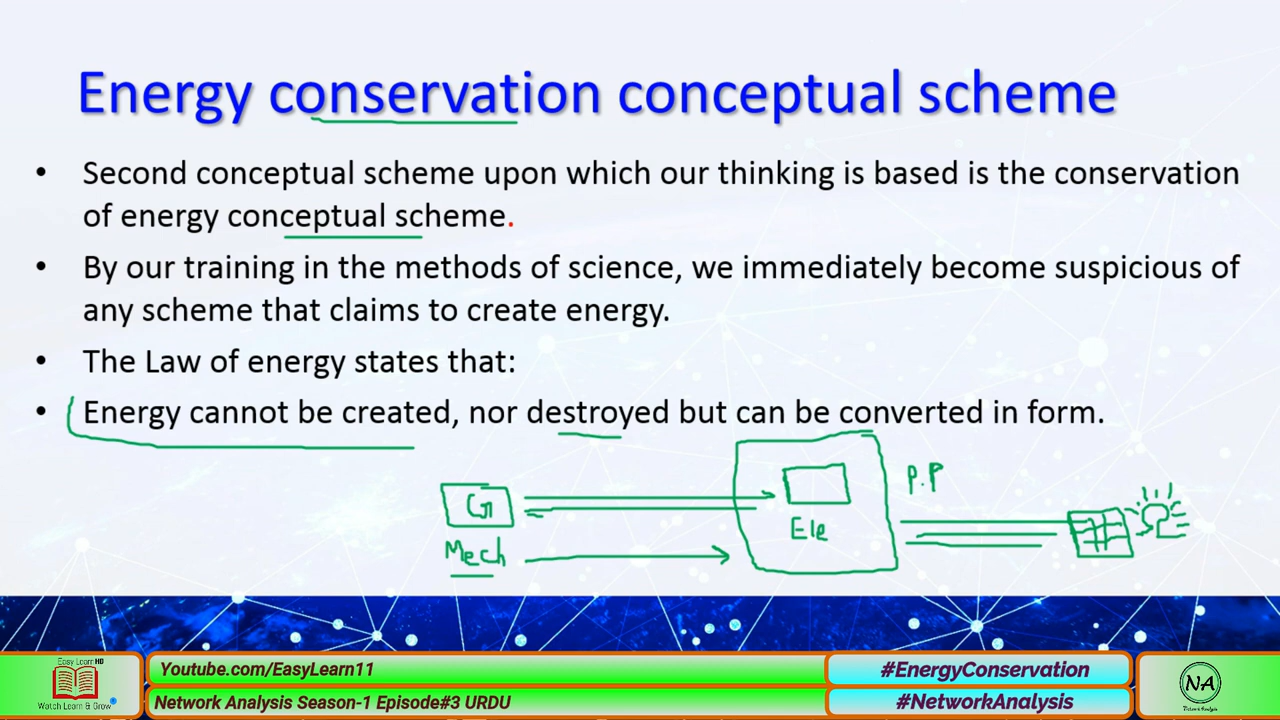 Energy conservation conceptual scheme
• Second conceptual scheme upon which our thinking is based is the conservation
of energy conceptual scheme.
• By our training in the methods of science, we immediately become suspicious of
any scheme that claims to create energy.
• The Law of energy states that:
• Energy cannot be created, nor destroyed but can be converted in form.
P.P
G
Ele
Mech
Easy Learn HD
Watch Learn & Grow
Youtube.com/EasyLearn11
Network Analysis Season-1 Episode#3 URDU
#EnergyConservation
#NetworkAnalysis
NA
Network Analysis